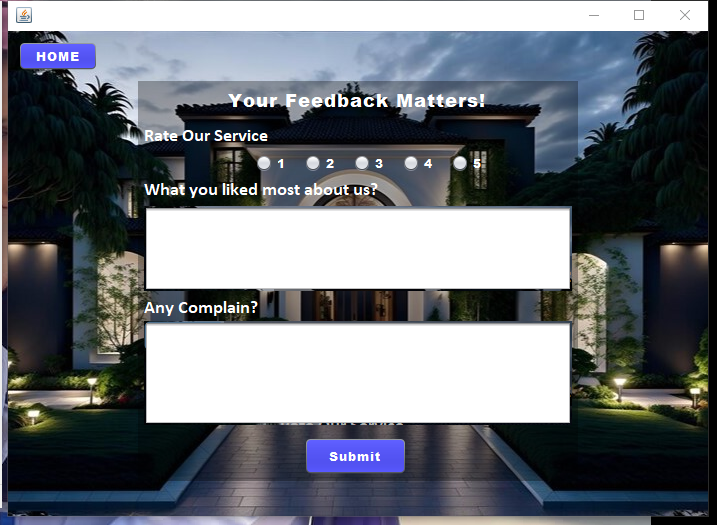 HOME
Your Feedback Matters!
Rate Our Service
1 2 3 4 5
What you liked most about us?
Any Complain?
Submit